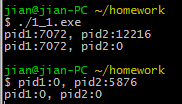 jian@jian-PC ~/homework
$ ./1_1.exe
pid1:7072, pid2:12216
pid1:7072, pid2:0

jian@jian-PC ~/homework
$ pid1:0, pid2:5876
pid1:0, pid2:0